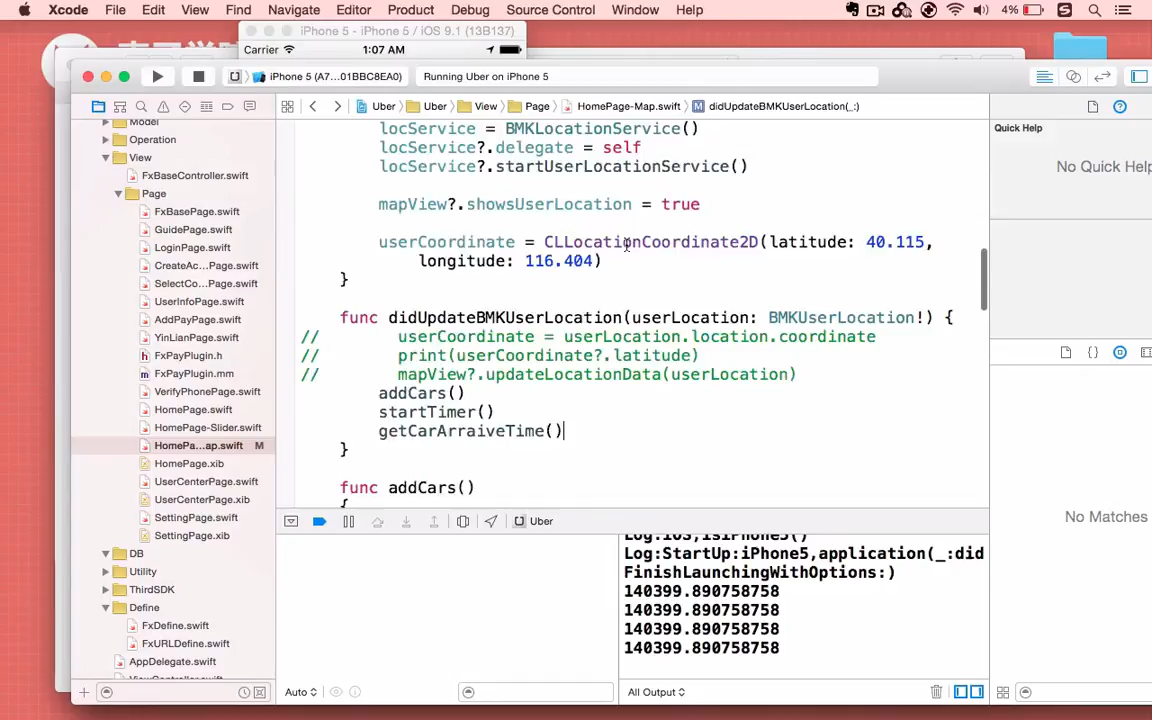 Xcode File Edit View Find Navigate Editor Product Debug Source Control Window Help 4%
iPhone 5 - iPhone 5 / iOS 9.1 (13B137)
Carrier 1:07 AM
iPhone 5 (A7...01BBC8EA0) Running Uber on iPhone 5
Uber Uber View Page HomePage-Map.swift M didUpdateBMKUserLocation(_:)
Model
Operation
View
FxBaseController.swift
Page
FxBasePage.swift
GuidePage.swift
LoginPage.swift
CreateAc...Page.swift
SelectCo...Page.swift
UserInfoPage.swift
AddPayPage.swift
YinLianPage.swift
FxPayPlugin.h
FxPayPlugin.mm
VerifyPhonePage.swift
HomePage.swift
HomePage-Slider.swift
HomePa...ap.swift M
HomePage.xib
UserCenterPage.swift
UserCenterPage.xib
SettingPage.swift
SettingPage.xib
DB
Utility
ThirdSDK
Define
FxDefine.swift
FxURLDefine.swift
AppDelegate.swift
locService = BMKLocationService()
locService?.delegate = self
locService?.startUserLocationService()
mapView?.showsUserLocation = true
userCoordinate = CLLocationCoordinate2D(latitude: 40.115,
longitude: 116.404)
}
func didUpdateBMKUserLocation(userLocation: BMKUserLocation!) {
// userCoordinate = userLocation.location.coordinate
// print(userCoordinate?.latitude)
// mapView?.updateLocationData(userLocation)
addCars()
startTimer()
getCarArraiveTime()
}
func addCars()
{
Uber
Log:iOS,isiPhone5()
Log:StartUp:iPhone5,application(_:did
FinishLaunchingWithOptions:)
140399.890758758
140399.890758758
140399.890758758
140399.890758758
Auto
All Output
Quick Help
No Quick Help
No Matches